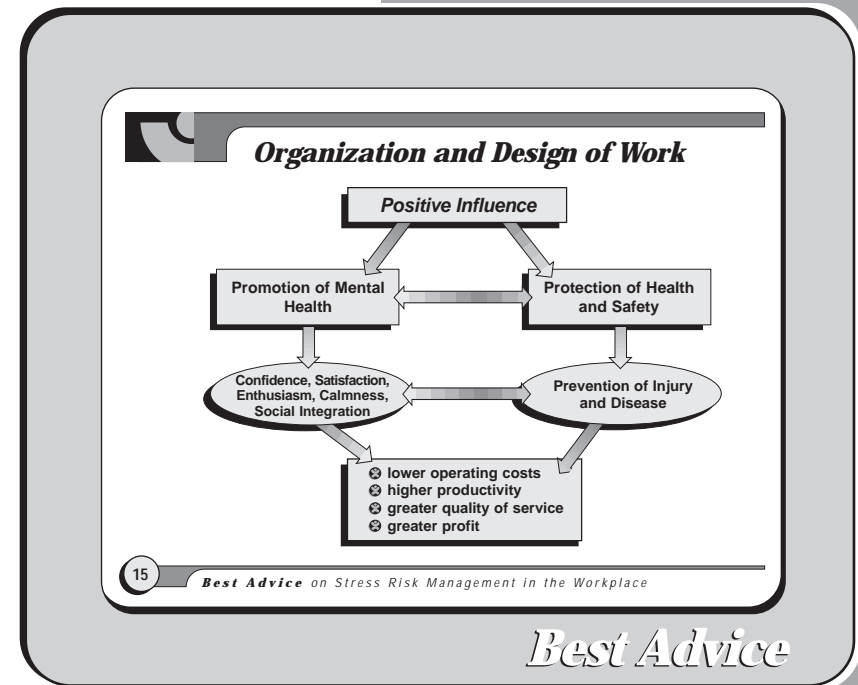 Organization and Design of Work
Positive Influence
Promotion of Mental
Health
Protection of Health
and Safety
Confidence, Satisfaction,
Enthusiasm, Calmness,
Social Integration
Prevention of Injury
and Disease
lower operating costs
higher productivity
greater quality of service
greater profit
15
Best Advice on Stress Risk Management in the Workplace
Best Advice